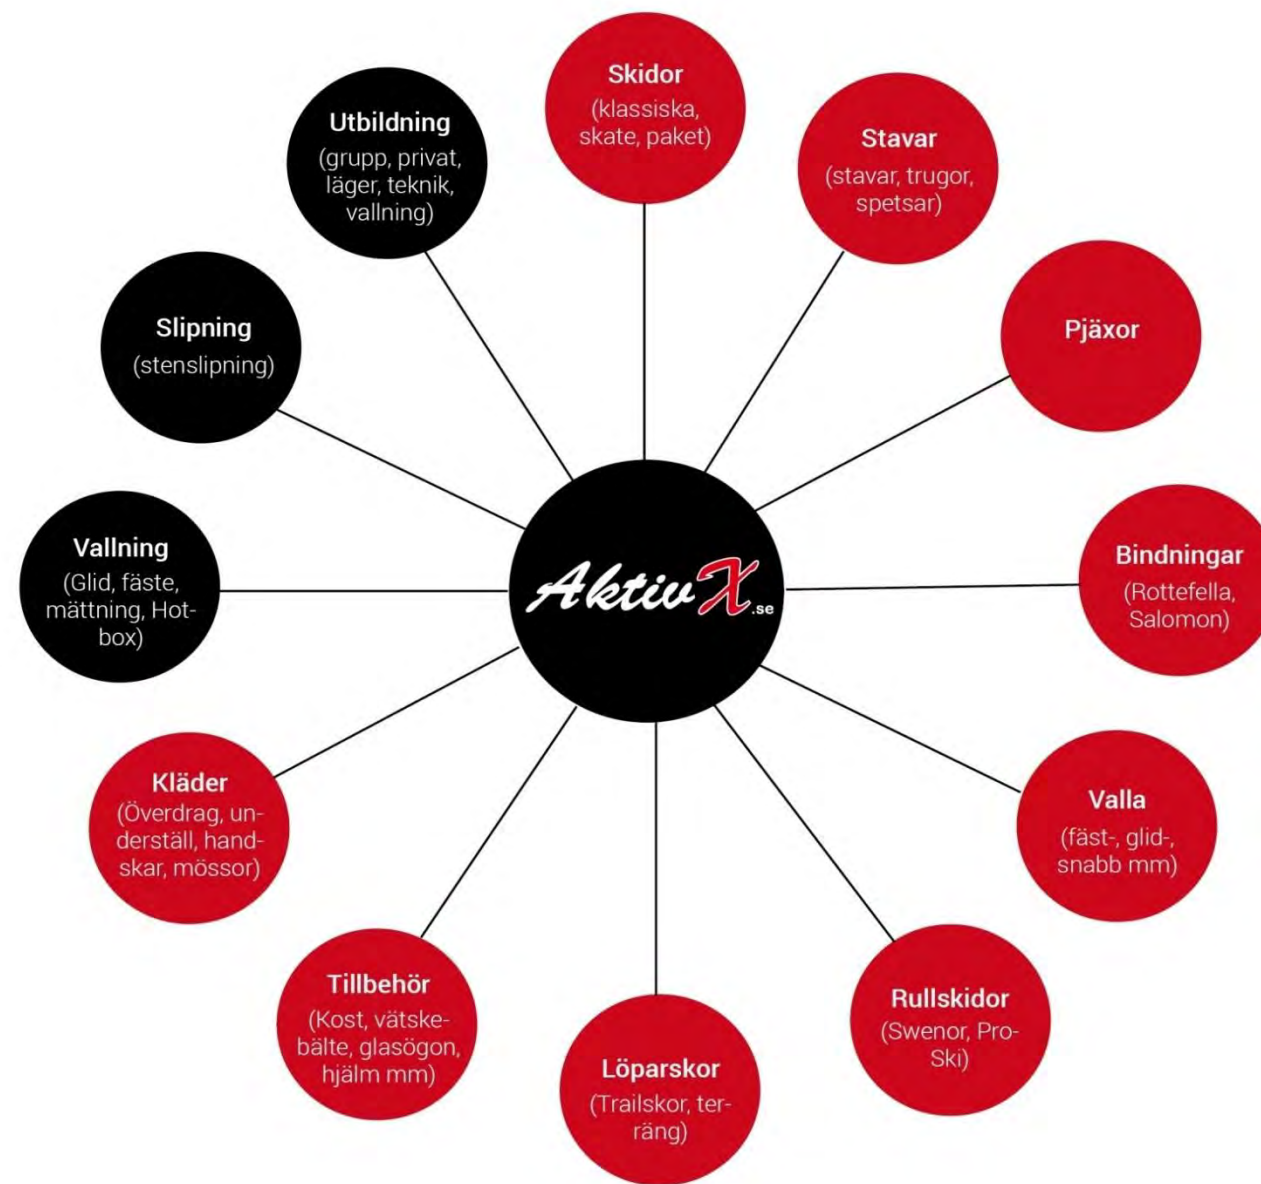 Skidor
(klassiska,
skate, paket)
Stavar
(stavar, trugor,
spetsar)
Pjäxor
Bindningar
(Rottefella,
Salomon)
Valla
(fäst-, glid-,
snabb mm)
Rullskidor
(Swenor, Pro-
Ski)
Löparskor
(Trailskor, ter-
räng)
Tillbehör
(Kost, vätske-
bälte, glasögon,
hjälm mm)
Kläder
(Överdrag, un-
derställ, hand-
skar, mössor)
Vallning
(Glid, fäste,
mättning, Hot-
box)
Slipning
(stenslipning)
Utbildning
(grupp, privat,
läger, teknik,
vallning)
AktivX.se